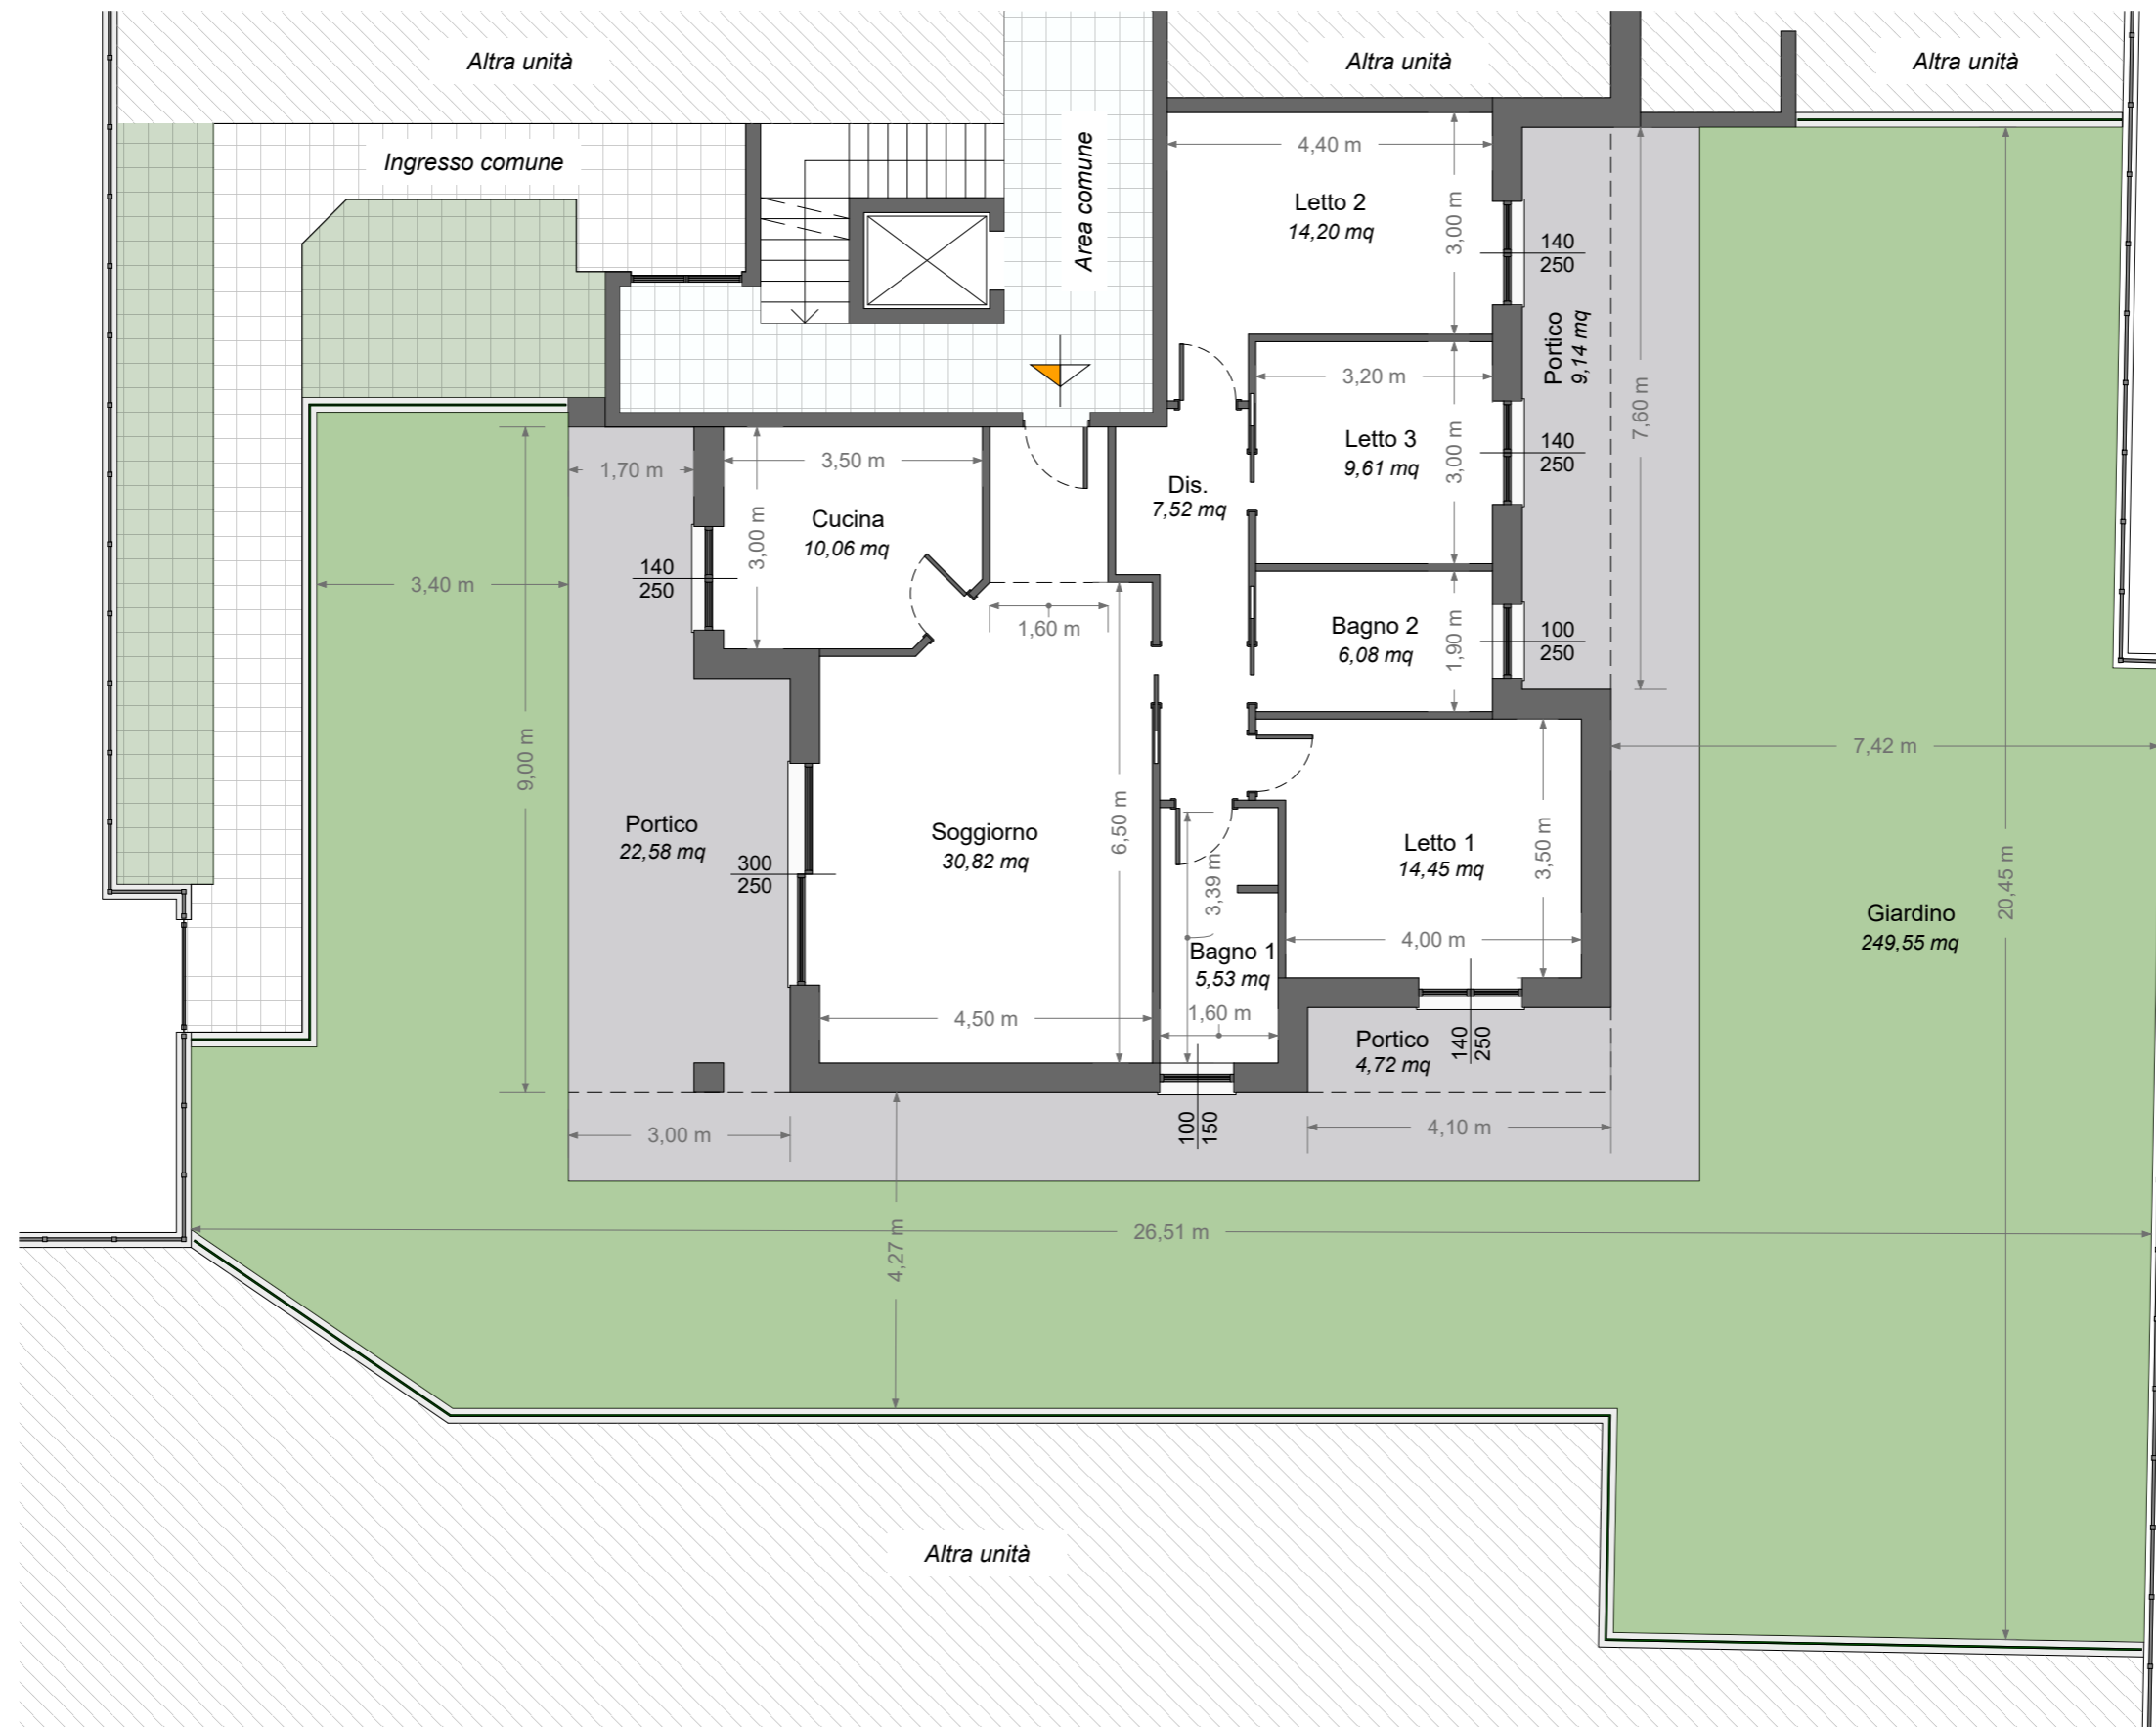 Altra unità
Altra unità
Altra unità
Ingresso comune
Area comune
4,40 m
Letto 2
14,20 mq
3,00 m
140
250
Portico
9,14 mq
7,60 m
3,20 m
Letto 3
9,61 mq
3,00 m
140
250
1,70 m
3,50 m
Cucina
10,06 mq
3,00 m
Dis.
7,52 mq
140
250
3,40 m
1,60 m
Bagno 2
6,08 mq
1,90 m
100
250
9,00 m
7,42 m
Portico
22,58 mq
300
250
Soggiorno
30,82 mq
6,50 m
3,39 m
Letto 1
14,45 mq
3,50 m
4,00 m
Giardino
249,55 mq
20,45 m
Bagno 1
5,53 mq
1,60 m
4,50 m
Portico
4,72 mq
140
250
100
150
3,00 m
4,10 m
4,27 m
26,51 m
Altra unità